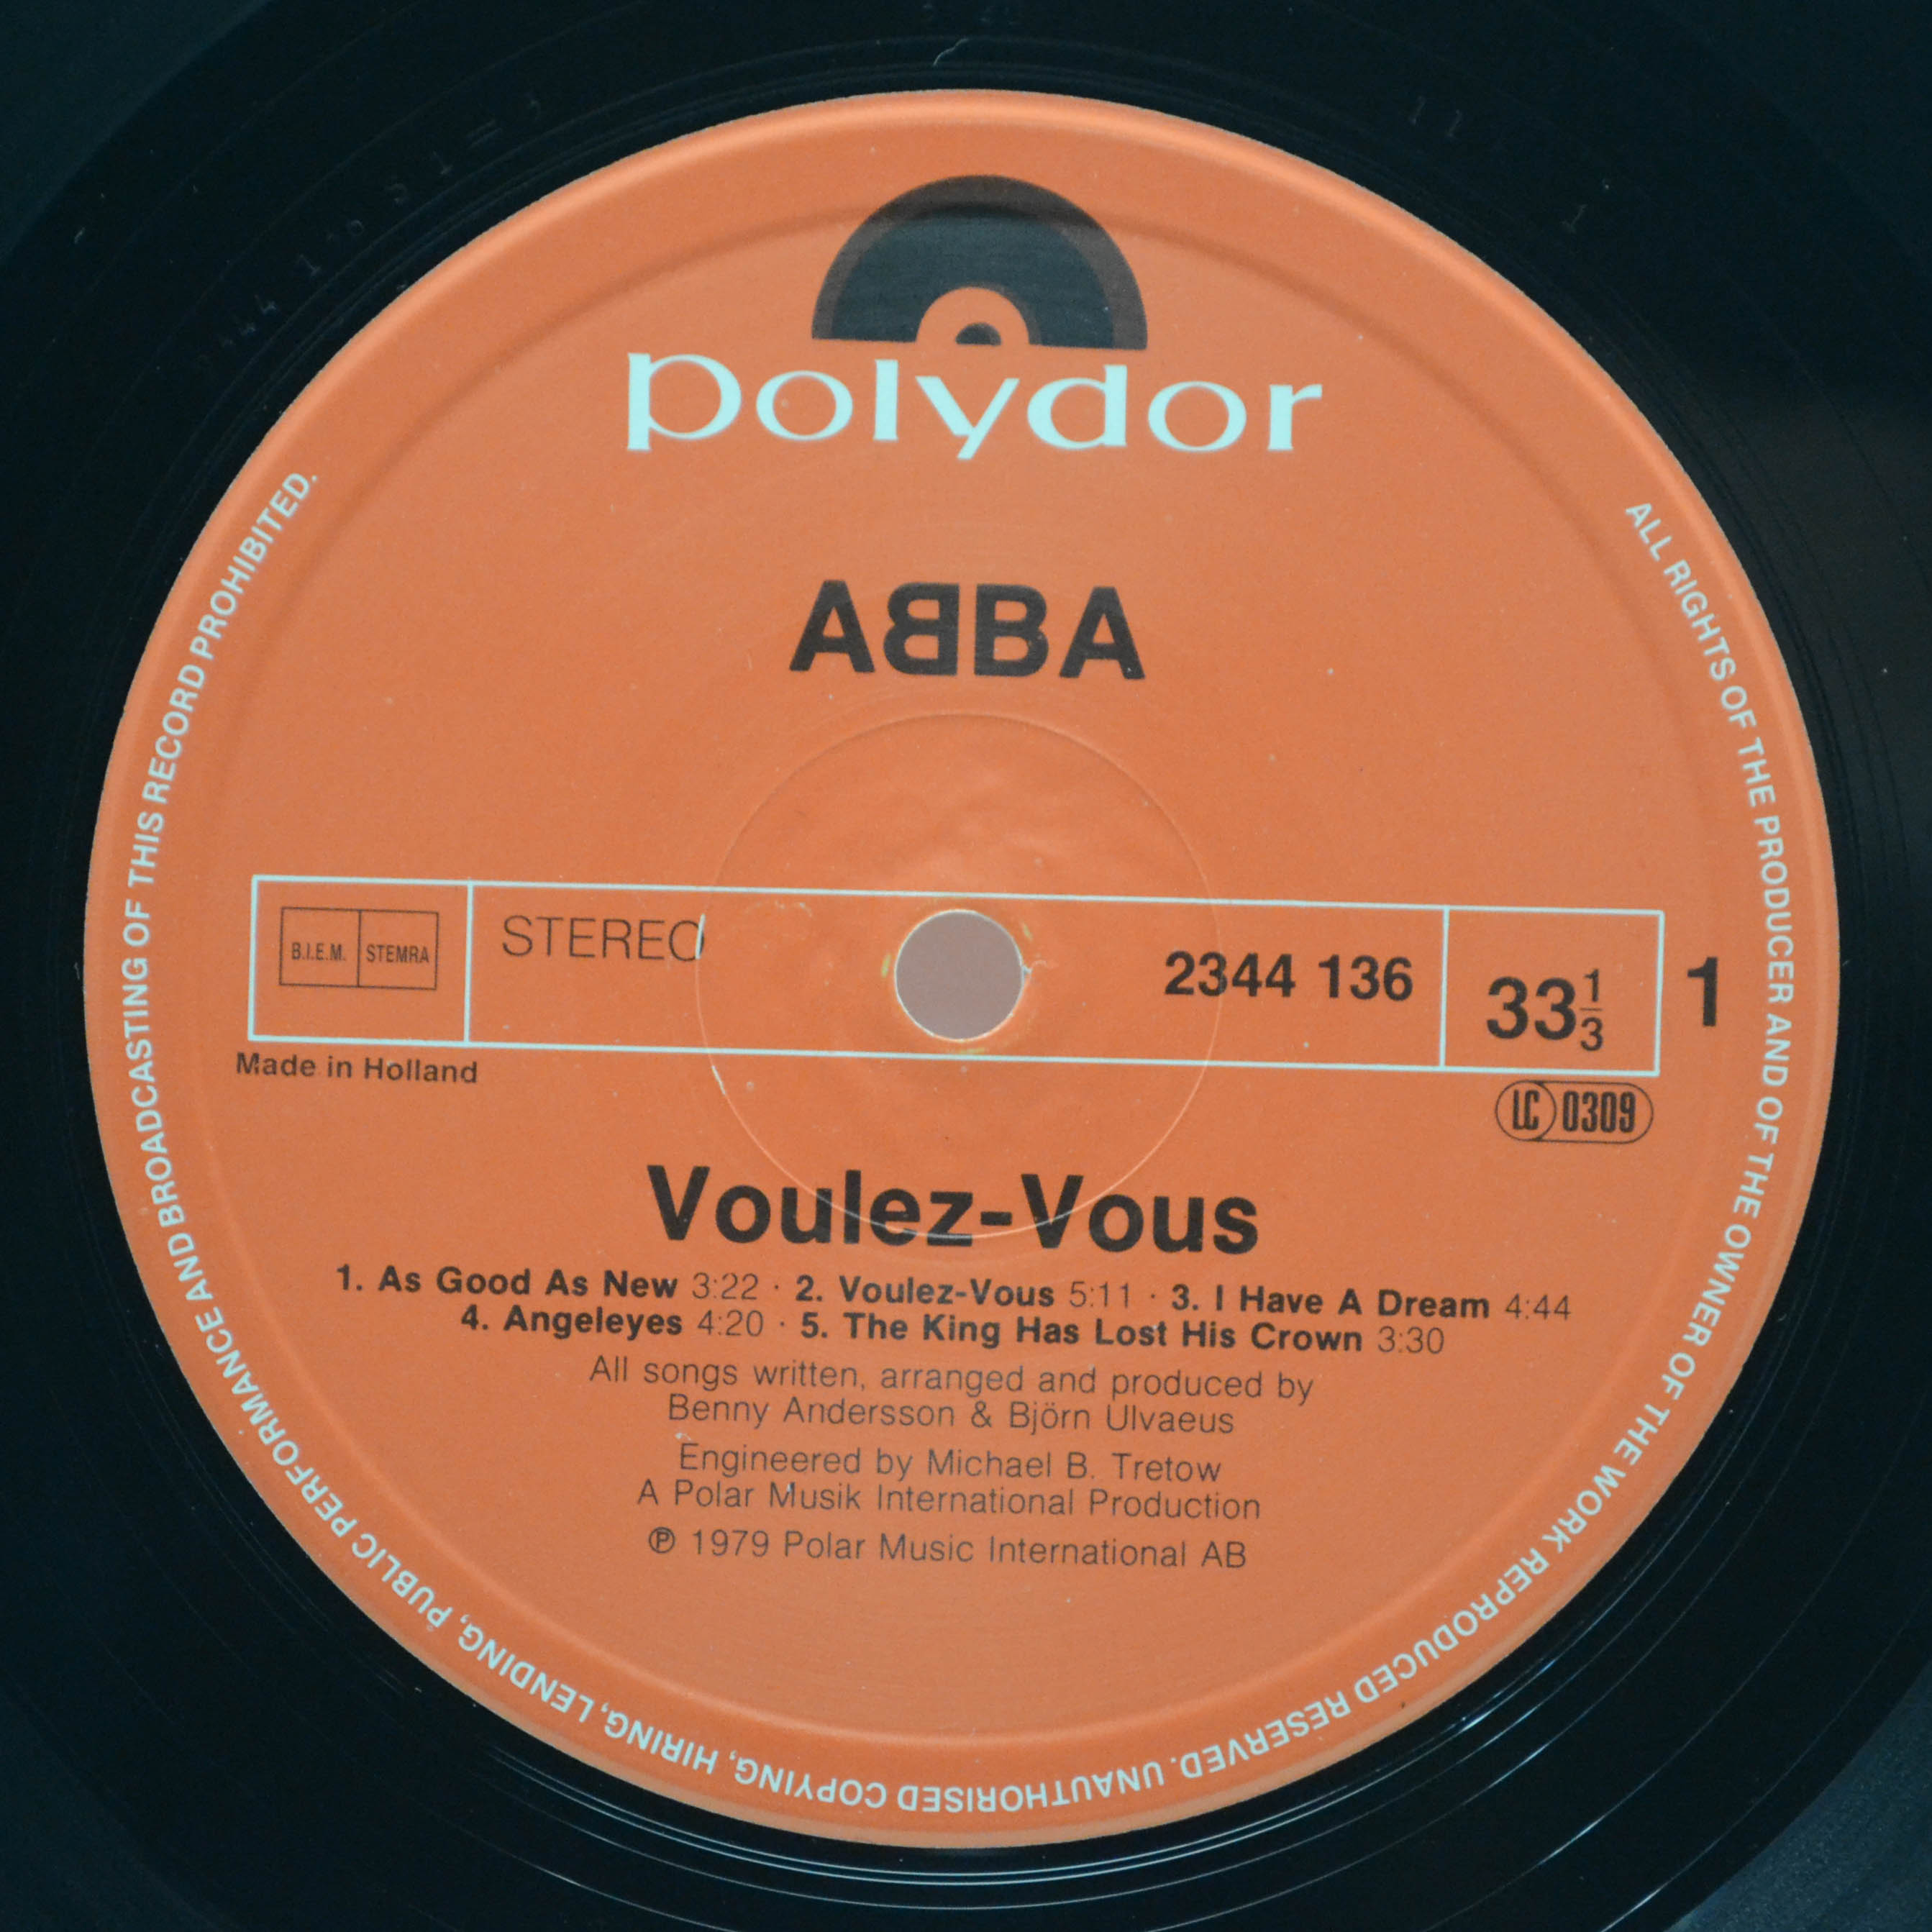 polydor
ABBA
B.I.E.M. STEMRA
STEREO
2344 136
33 1/3
1
Made in Holland
LC 0309
Voulez-Vous
1. As Good As New 3:22 · 2. Voulez-Vous 5:11 · 3. I Have A Dream 4:44
4. Angeleyes 4:20 · 5. The King Has Lost His Crown 3:30
All songs written, arranged and produced by
Benny Andersson & Björn Ulvaeus
Engineered by Michael B. Tretow
A Polar Musik International Production
℗ 1979 Polar Music International AB
ALL RIGHTS OF THE PRODUCER AND OF THE OWNER OF THE WORK REPRODUCED RESERVED. UNAUTHORISED COPYING, HIRING, LENDING, PUBLIC PERFORMANCE AND BROADCASTING OF THIS RECORD PROHIBITED.